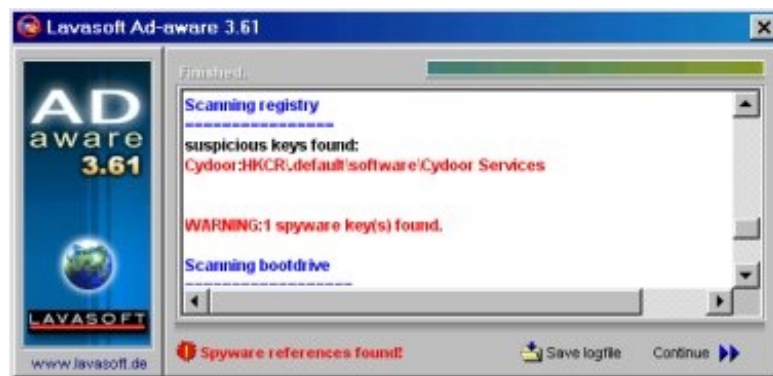 Lavasoft Ad-aware 3.61
AD
aware
3.61
LAVASOFT
www.lavasoft.de
Finished.
Scanning registry
----------------
suspicious keys found:
Cydoor:HKCR\.default\software\Cydoor Services
WARNING:1 spyware key(s) found.
Scanning bootdrive
------------------
Spyware references found!
Save logfile
Continue